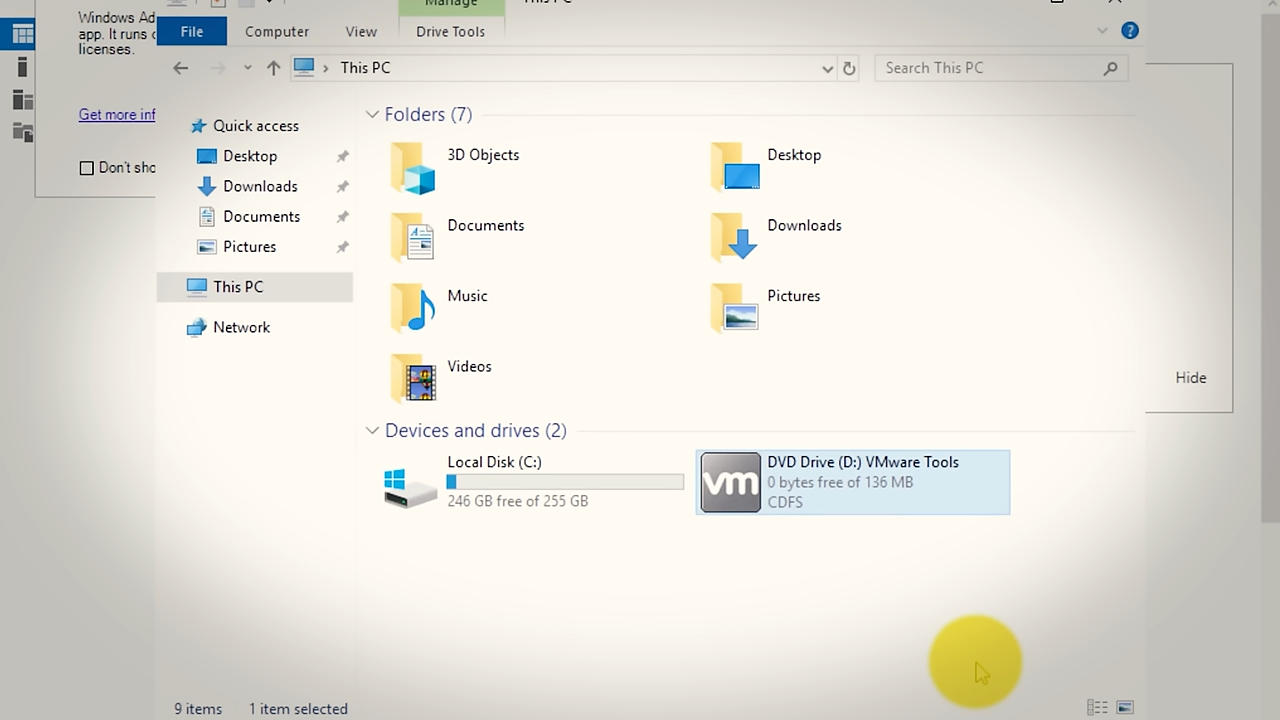 Manage
This PC
Windows Ad
app. It runs
licenses.
Get more inf
Don't sho
File
Computer
View
Drive Tools
?
This PC
Search This PC
Quick access
Desktop
Downloads
Documents
Pictures
This PC
Network
Folders (7)
3D Objects
Desktop
Documents
Downloads
Music
Pictures
Videos
Hide
Devices and drives (2)
Local Disk (C:)
246 GB free of 255 GB
vm
DVD Drive (D:) VMware Tools
0 bytes free of 136 MB
CDFS
9 items
1 item selected